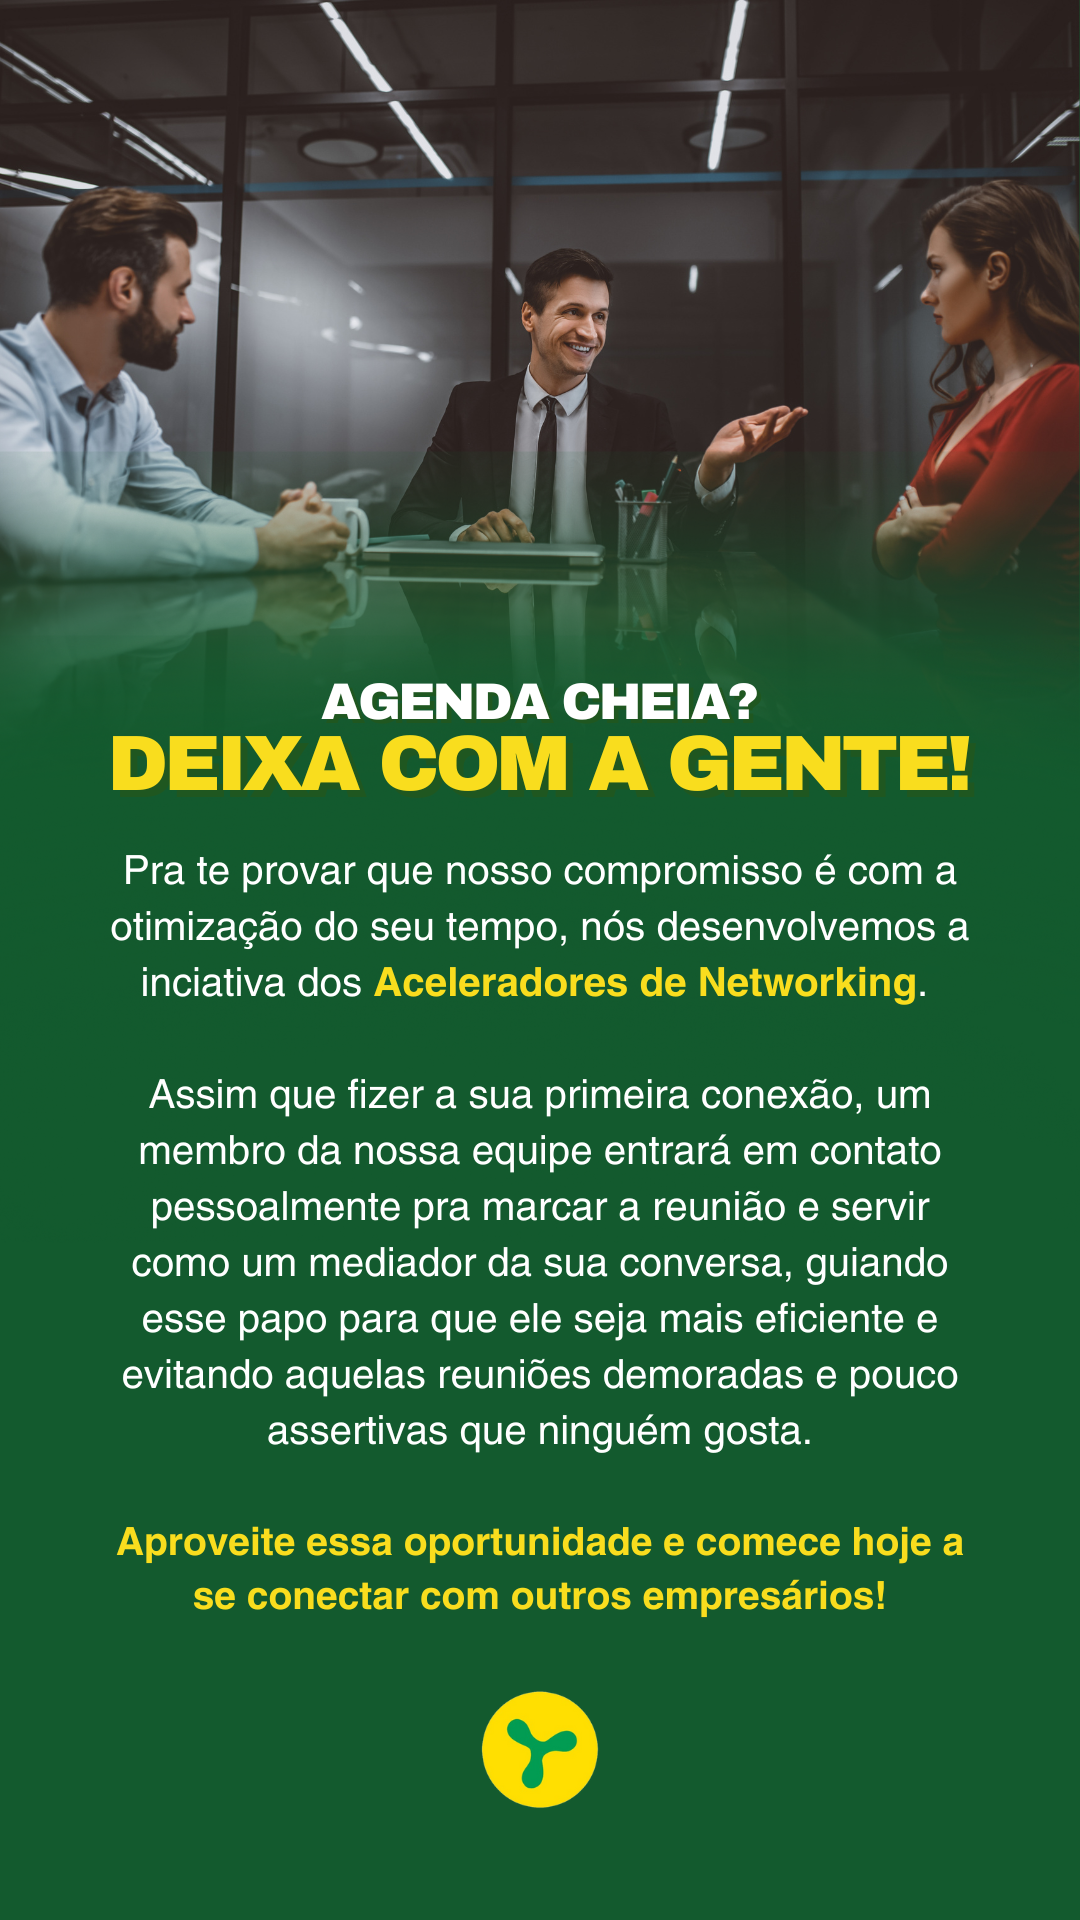 AGENDA CHEIA?
DEIXA COM A GENTE!
Pra te provar que nosso compromisso é com a
otimização do seu tempo, nós desenvolvemos a
inciativa dos Aceleradores de Networking.
Assim que fizer a sua primeira conexão, um
membro da nossa equipe entrará em contato
pessoalmente pra marcar a reunião e servir
como um mediador da sua conversa, guiando
esse papo para que ele seja mais eficiente e
evitando aquelas reuniões demoradas e pouco
assertivas que ninguém gosta.
Aproveite essa oportunidade e comece hoje a
se conectar com outros empresários!